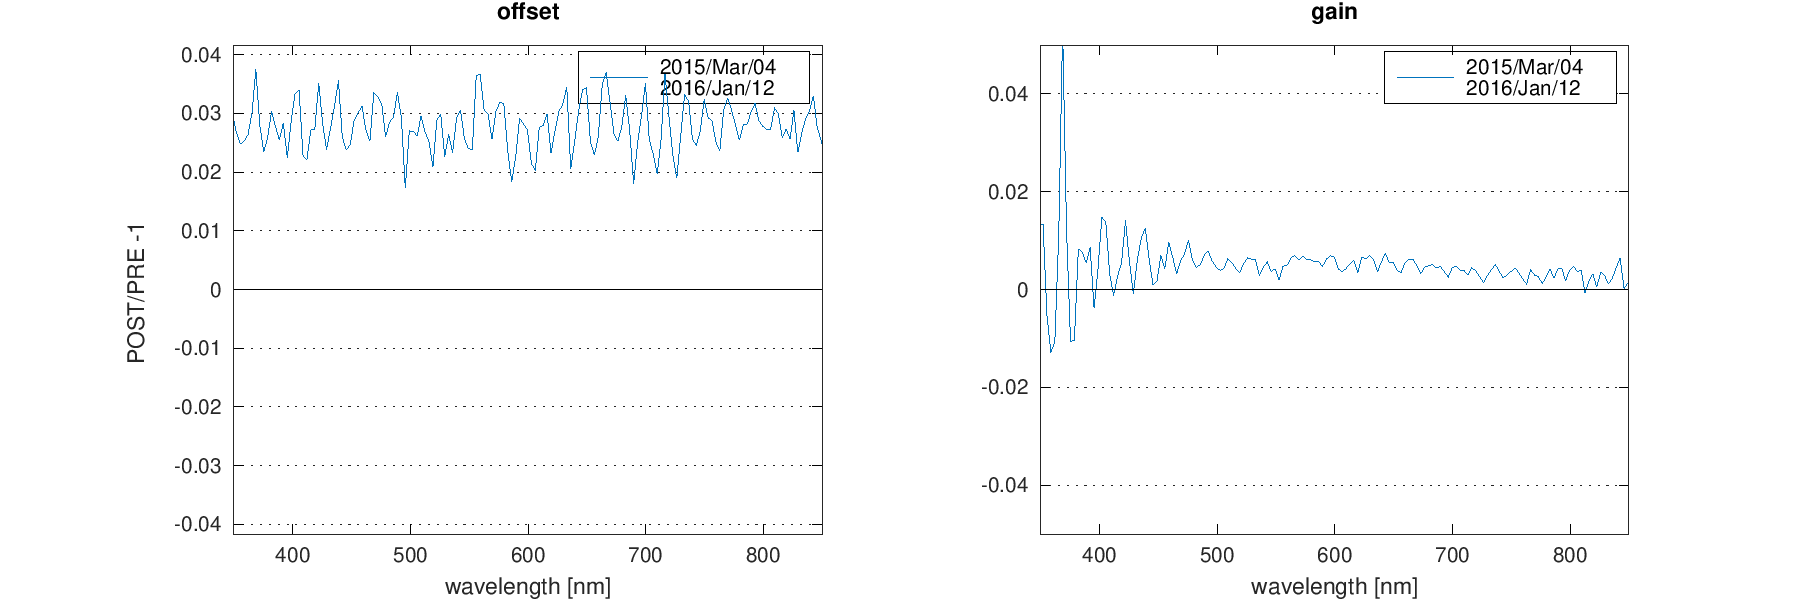 offset
2015/Mar/04
2016/Jan/12
0.04
0.03
0.02
0.01
0
-0.01
-0.02
-0.03
-0.04
POST/PRE -1
400 500 600 700 800
wavelength [nm]
gain
2015/Mar/04
2016/Jan/12
0.04
0.02
0
-0.02
-0.04
400 500 600 700 800
wavelength [nm]